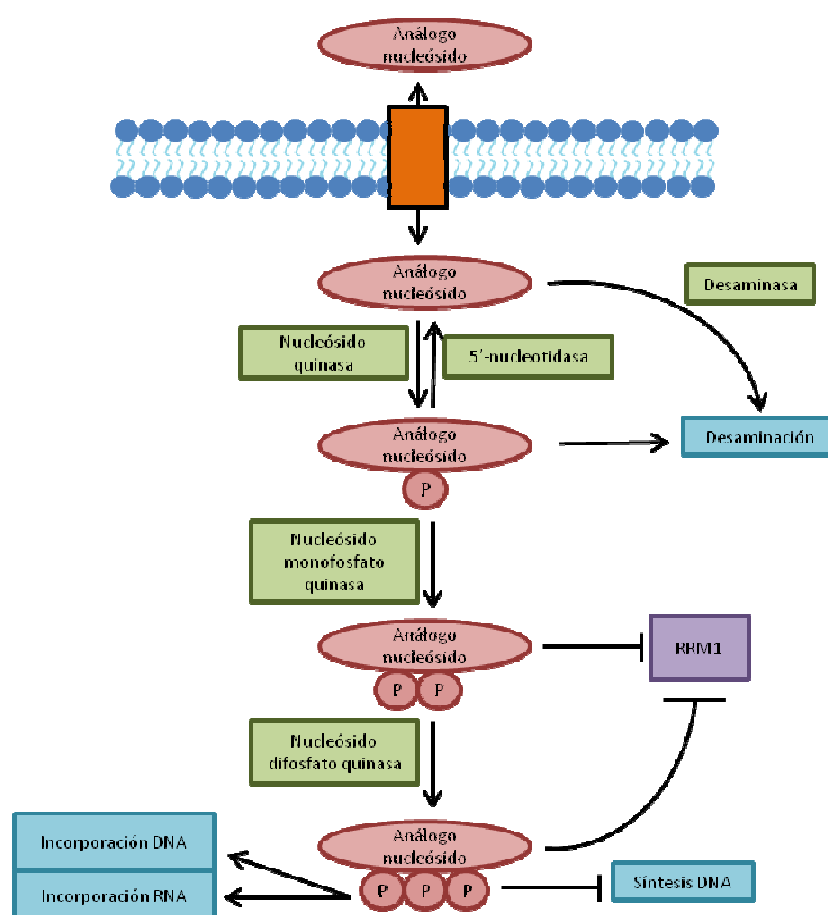 Análogo
nucleósido
Análogo
nucleósido
Desaminasa
Nucleósido
quinasa
5'-nucleotidasa
Análogo
nucleósido
P
Desaminación
Nucleósido
monofosfato
quinasa
Análogo
nucleósido
P P
RRM1
Nucleósido
difosfato quinasa
Análogo
nucleósido
P P P
Incorporación DNA
Incorporación RNA
Síntesis DNA